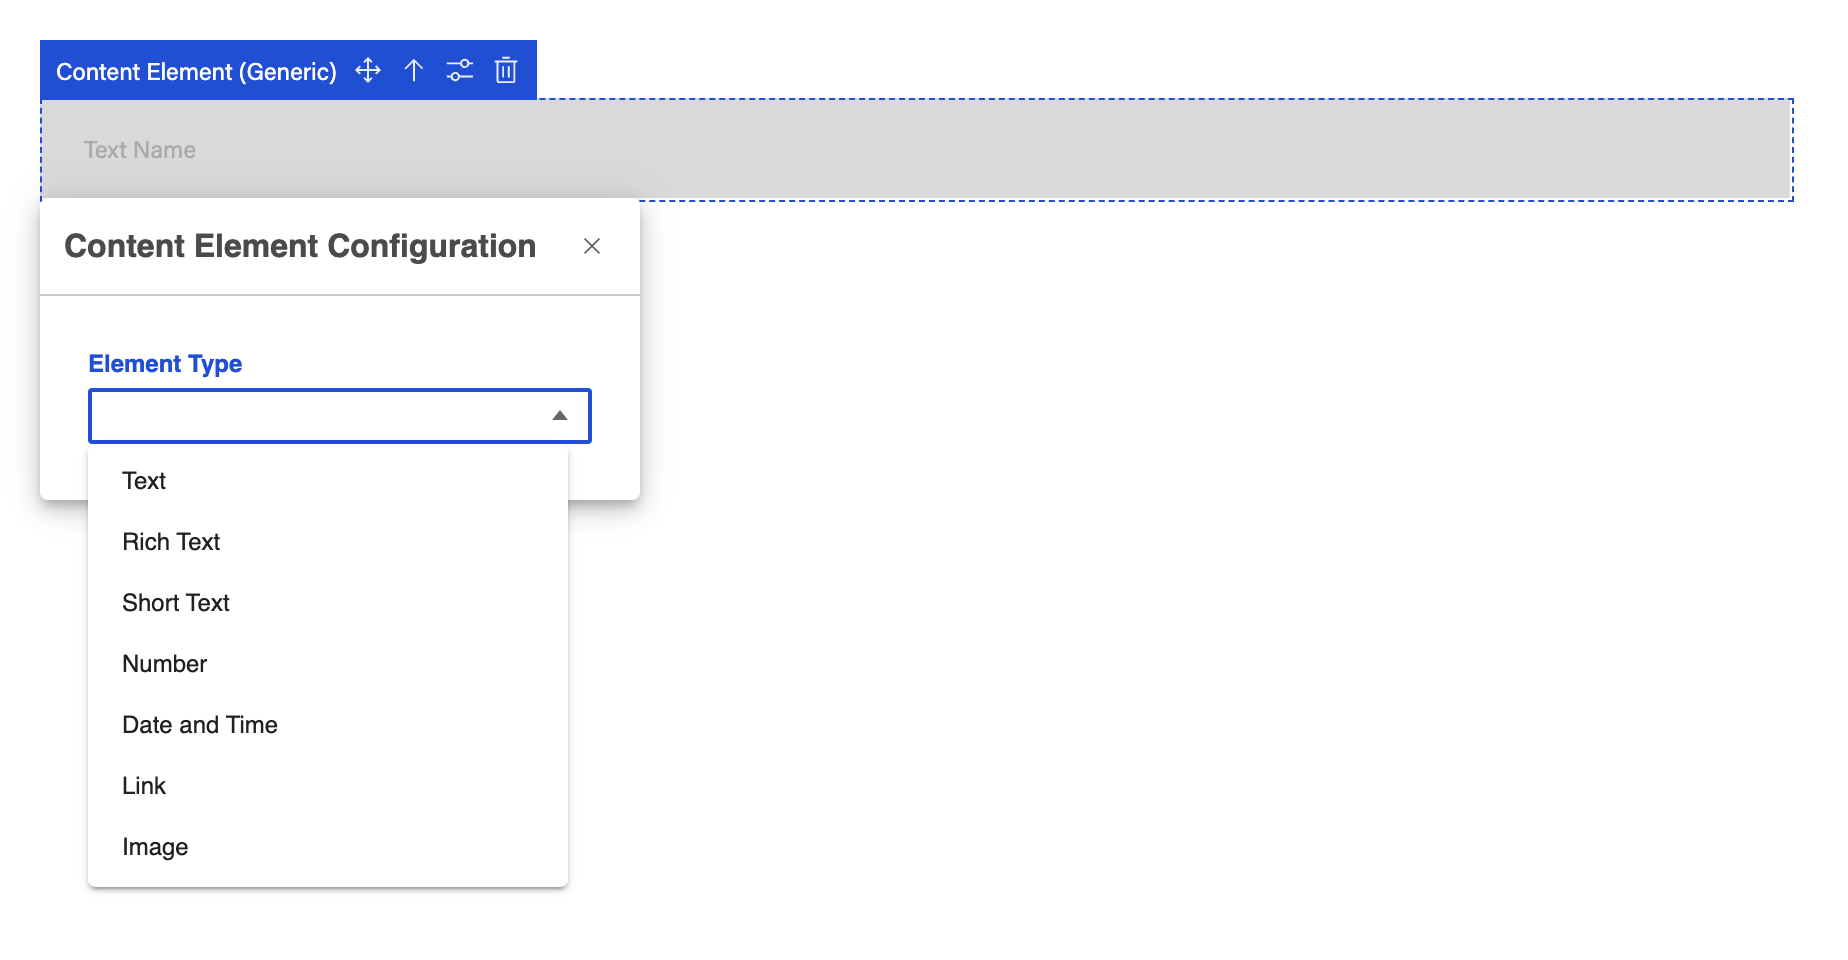 Content Element (Generic)
Text Name
Content Element Configuration
Element Type
Text
Rich Text
Short Text
Number
Date and Time
Link
Image